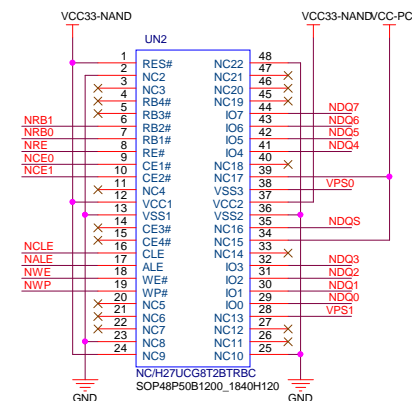 VCC33-NAND VCC33-NAND VCC-PC
UN2
1 RES# NC22 48
2 NC2 NC21 47
3 NC3 NC20 46
4 RB4# NC19 45
5 RB3# IO7 44 NDQ7
NRB1 6 RB2# IO6 43 NDQ6
NRB0 7 RB1# IO5 42 NDQ5
NRE 8 RE# IO4 41 NDQ4
NCE0 9 CE1# NC18 40
NCE1 10 CE2# NC17 39
11 NC4 VSS3 38 VPS0
12 VCC1 VCC2 37
13 VSS1 VSS2 36
14 CE3# NC16 35 NDQS
15 CE4# NC15 34
NCLE 16 CLE NC14 33
NALE 17 ALE IO3 32 NDQ3
NWE 18 WE# IO2 31 NDQ2
NWP 19 WP# IO1 30 NDQ1
20 NC5 IO0 29 NDQ0
21 NC6 NC13 28 VPS1
22 NC7 NC12 27
23 NC8 NC11 26
24 NC9 NC10 25
NC/H27UCG8T2BTRBC
SOP48P50B1200_1840H120
GND GND